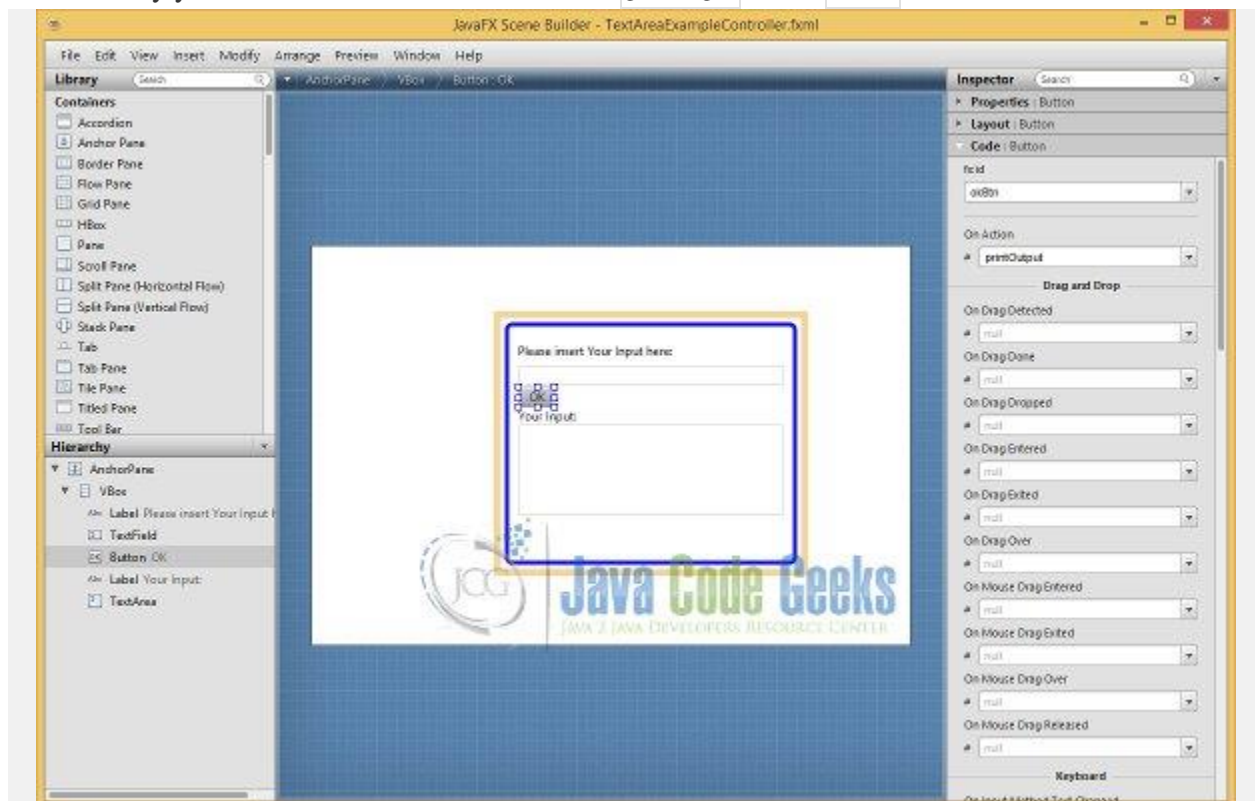 JavaFX Scene Builder - TextAreaExampleController.fxml
File Edit View Insert Modify Arrange Preview Window Help
Library Search
Containers
Accordion
Anchor Pane
Border Pane
Flow Pane
Grid Pane
HBox
Pane
Scroll Pane
Split Pane (Horizontal Flow)
Split Pane (Vertical Flow)
Stack Pane
Tab
Tab Pane
Tile Pane
Titled Pane
Tool Bar
Hierarchy
AnchorPane
VBox
Label Please insert Your Input
TextField
Button OK
Label Your Input:
TextArea
AnchorPane VBox Button : OK
Please insert Your Input here:
OK
Your Input:
JCG
Java Code Geeks
JAVA 2 JAVA DEVELOPERS RESOURCE CENTER
Inspector Search
Properties : Button
Layout : Button
Code : Button
fx:id
okBtn
On Action
# printOutput
Drag and Drop
On Drag Detected
# null
On Drag Done
# null
On Drag Dropped
# null
On Drag Entered
# null
On Drag Exited
# null
On Drag Over
# null
On Mouse Drag Entered
# null
On Mouse Drag Exited
# null
On Mouse Drag Over
# null
On Mouse Drag Released
# null
Keyboard